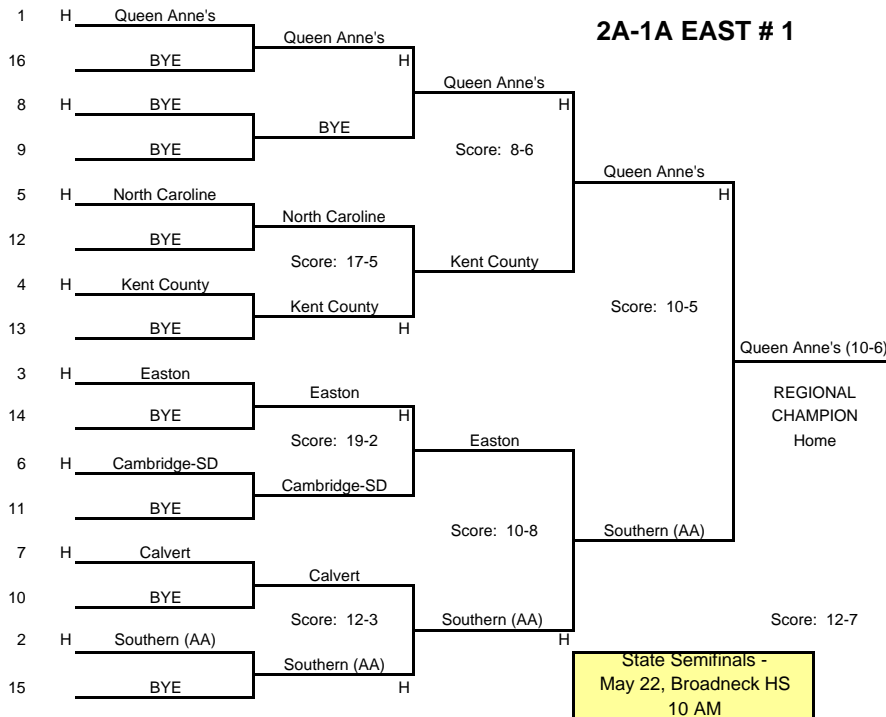 2A-1A EAST # 1
1 H Queen Anne's
Queen Anne's
16 BYE
H
Queen Anne's
8 H BYE
H
BYE
9 BYE
Score: 8-6
Queen Anne's
5 H North Caroline
H
North Caroline
12 BYE
Score: 17-5
Kent County
4 H Kent County
Kent County
Score: 10-5
13 BYE
H
Queen Anne's (10-6)
3 H Easton
Easton
REGIONAL
CHAMPION
Home
14 BYE
H
Score: 19-2
Easton
6 H Cambridge-SD
Cambridge-SD
11 BYE
Score: 10-8
Southern (AA)
7 H Calvert
Calvert
10 BYE
Score: 12-3
Southern (AA)
Score: 12-7
2 H Southern (AA)
H
Southern (AA)
15 BYE
H
State Semifinals -
May 22, Broadneck HS
10 AM